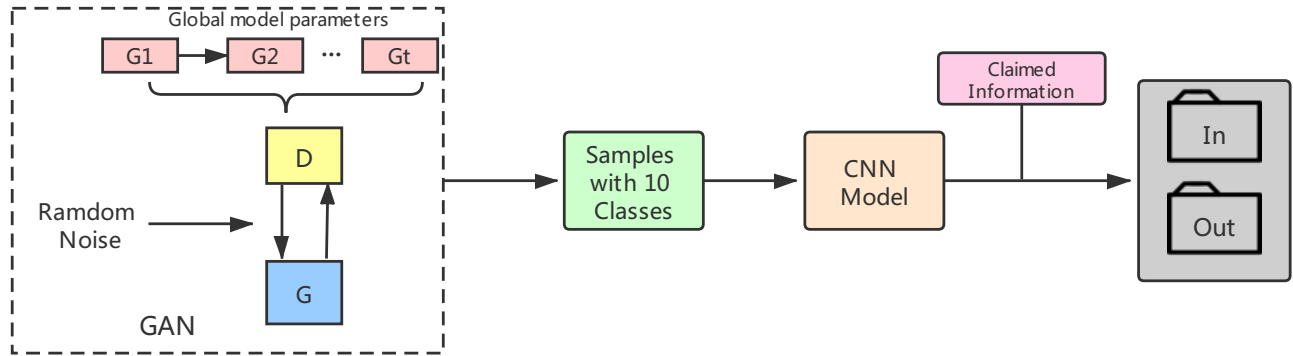 Global model parameters
G1
G2
...
Gt
D
Ramdom
Noise
G
GAN
Samples
with 10
Classes
CNN
Model
Claimed
Information
In
Out